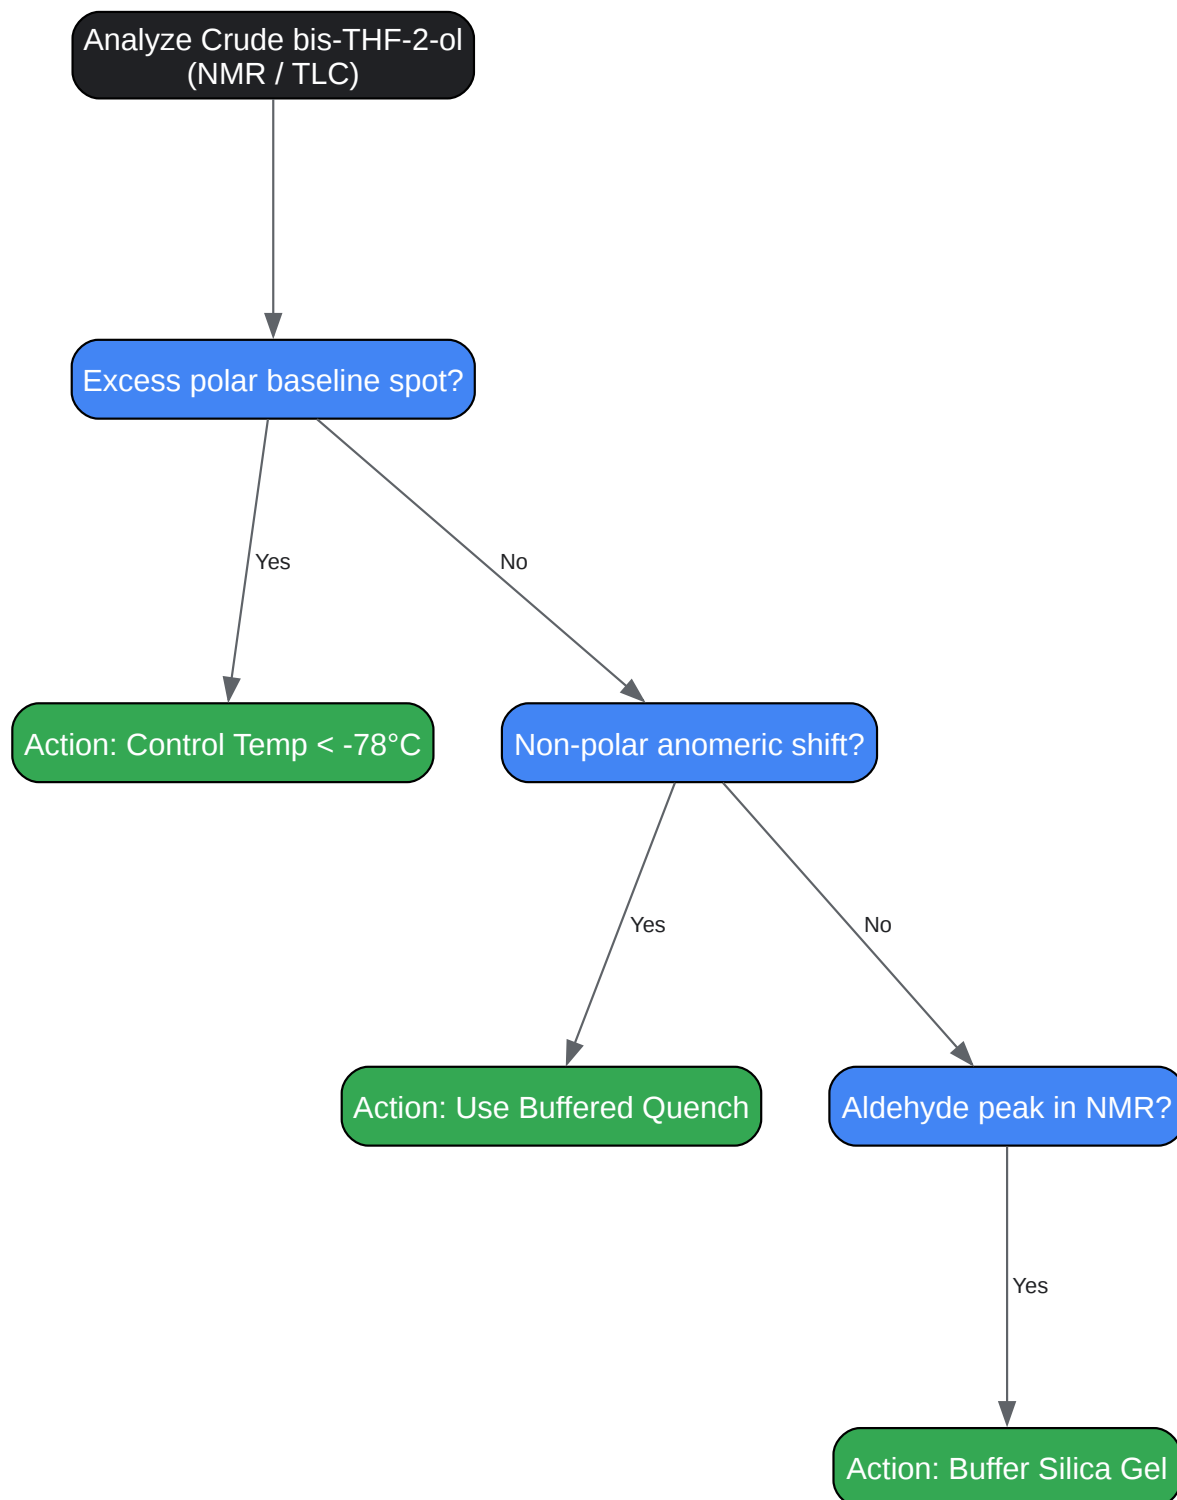 Analyze Crude bis-THF-2-ol
(NMR / TLC)
Excess polar baseline spot?
Yes
No
Action: Control Temp < -78°C
Non-polar anomeric shift?
Yes
No
Action: Use Buffered Quench
Aldehyde peak in NMR?
Yes
Action: Buffer Silica Gel